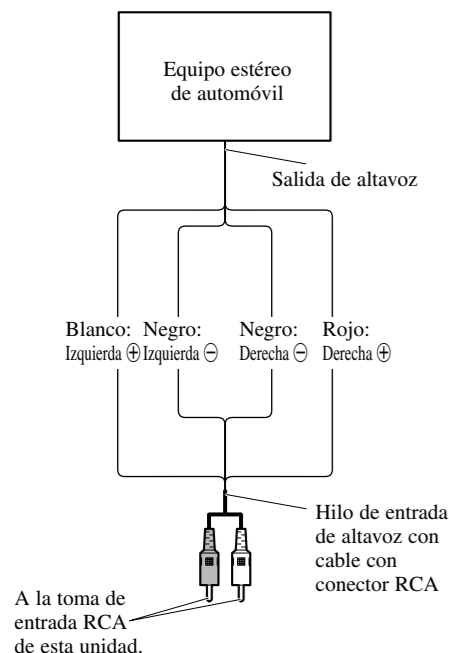 Equipo estéreo
de automóvil
Salida de altavoz
Blanco:
Izquierda ⊕
Negro:
Izquierda ⊖
Negro:
Derecha ⊖
Rojo:
Derecha ⊕
Hilo de entrada
de altavoz con
cable con
conector RCA
A la toma de
entrada RCA
de esta unidad.